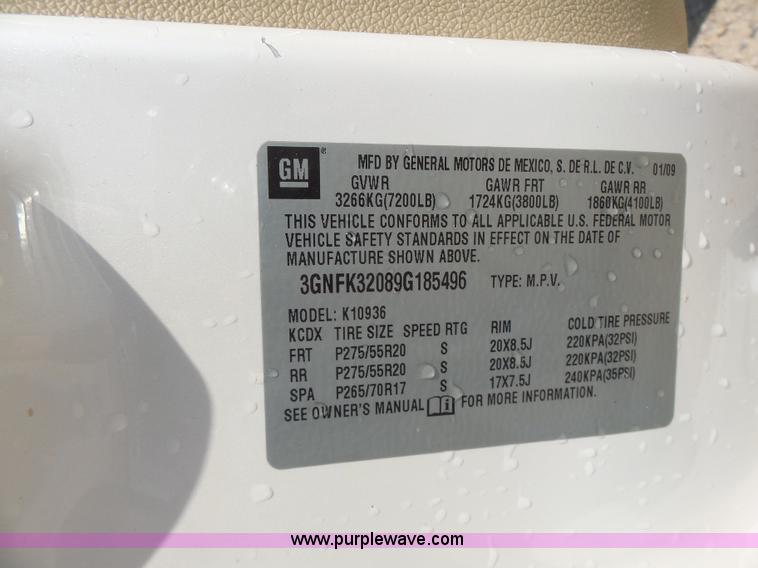 GM ® MFD BY GENERAL MOTORS DE MEXICO, S. DE R.L. DE C.V. 01/09
GVWR GAWR FRT GAWR RR
3266KG(7200LB) 1724KG(3800LB) 1860KG(4100LB)
THIS VEHICLE CONFORMS TO ALL APPLICABLE U.S. FEDERAL MOTOR
VEHICLE SAFETY STANDARDS IN EFFECT ON THE DATE OF
MANUFACTURE SHOWN ABOVE.
3GNFK32089G185496 TYPE: M.P.V.
MODEL: K10936
KCDX TIRE SIZE SPEED RTG RIM COLD TIRE PRESSURE
FRT P275/55R20 S 20X8.5J 220KPA(32PSI)
RR P275/55R20 S 20X8.5J 220KPA(32PSI)
SPA P265/70R17 S 17X7.5J 240KPA(35PSI)
SEE OWNER'S MANUAL FOR MORE INFORMATION.
www.purplewave.com